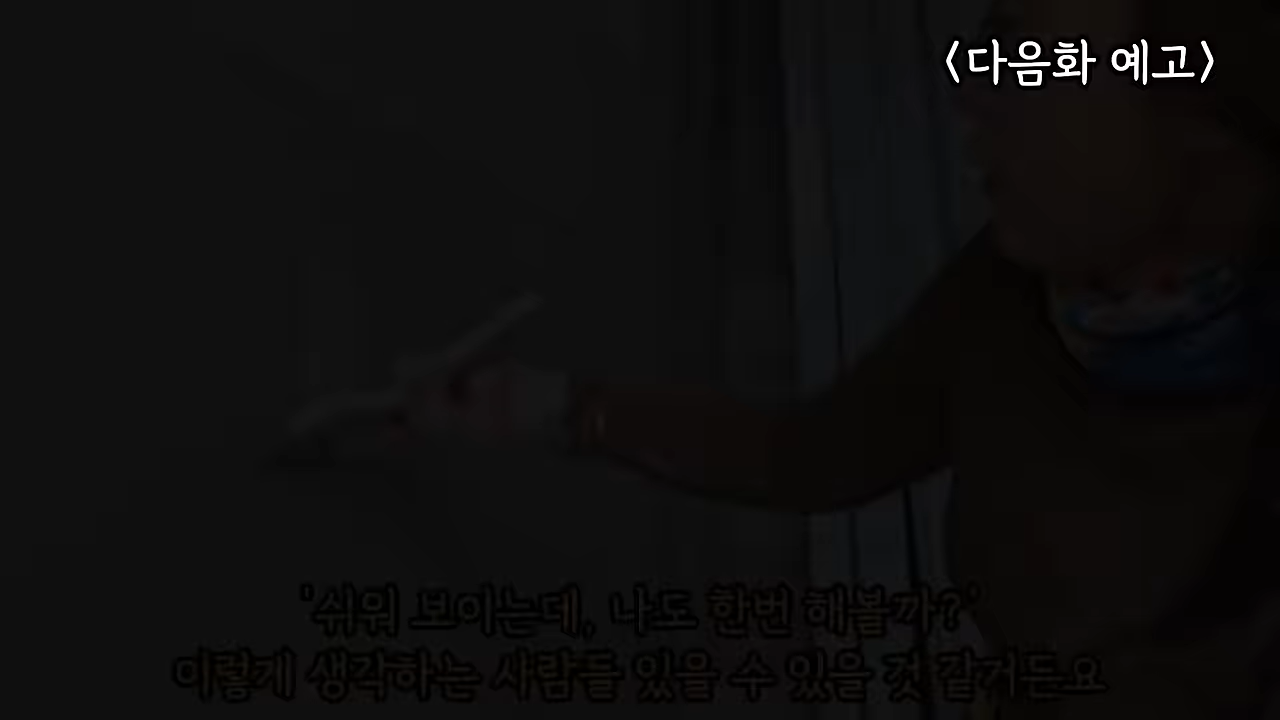 <다음화 예고>
'쉬워 보이는데, 나도 한번 해볼까?'
이렇게 생각하는 사람들 있을 수 있을 것 같거든요